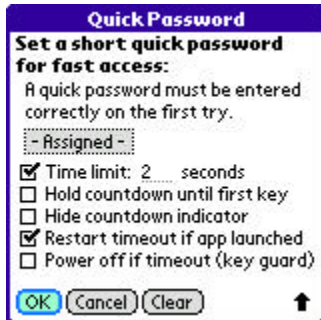 Quick Password
Set a short quick password
for fast access:
A quick password must be entered
correctly on the first try.
- Assigned -
Time limit: 2 seconds
Hold countdown until first key
Hide countdown indicator
Restart timeout if app launched
Power off if timeout (key guard)
OK Cancel Clear